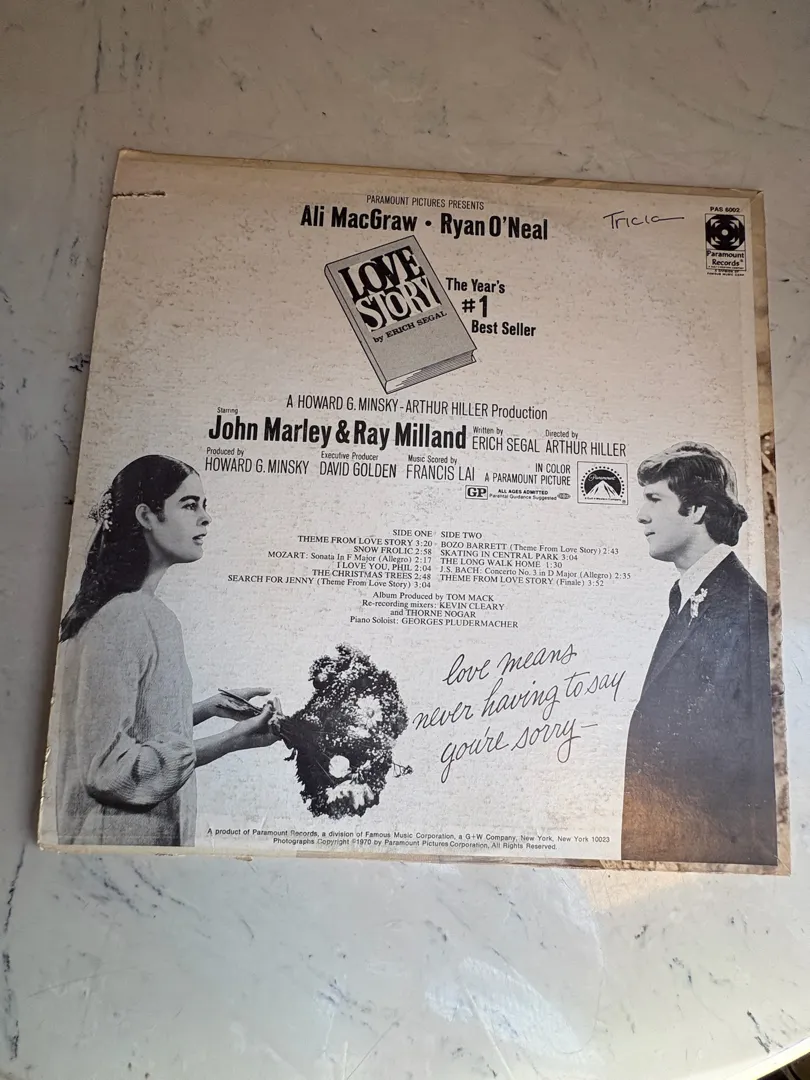 PARAMOUNT PICTURES PRESENTS
Ali MacGraw • Ryan O'Neal
Tricia
PAS 6002
Paramount
Records
LOVE
STORY
by ERICH SEGAL
The Year's
#1
Best Seller
A HOWARD G. MINSKY - ARTHUR HILLER Production
Starring
John Marley & Ray Milland
Written by
ERICH SEGAL
Directed by
ARTHUR HILLER
Produced by
HOWARD G. MINSKY
Executive Producer
DAVID GOLDEN
Music Scored by
FRANCIS LAI
IN COLOR
A PARAMOUNT PICTURE
Paramount
GP ALL AGES ADMITTED
Parental Guidance Suggested
SIDE ONE
THEME FROM LOVE STORY 3:20
SNOW FROLIC 2:58
MOZART: Sonata In F Major (Allegro) 2:17
I LOVE YOU, PHIL 2:04
THE CHRISTMAS TREES 2:48
SEARCH FOR JENNY (Theme From Love Story) 3:04
SIDE TWO
BOZO BARRETT (Theme From Love Story) 2:43
SKATING IN CENTRAL PARK 3:04
THE LONG WALK HOME 1:30
J.S. BACH: Concerto No. 3 in D Major (Allegro) 2:35
THEME FROM LOVE STORY (Finale) 3:52
Album Produced by TOM MACK
Re-recording mixers: KEVIN CLEARY
and THORNE NOGAR
Piano Soloist: GEORGES PLUDERMACHER
love means
never having to say
you're sorry—
A product of Paramount Records, a division of Famous Music Corporation, a G+W Company, New York, New York 10023
Photographs Copyright ©1970 by Paramount Pictures Corporation, All Rights Reserved.